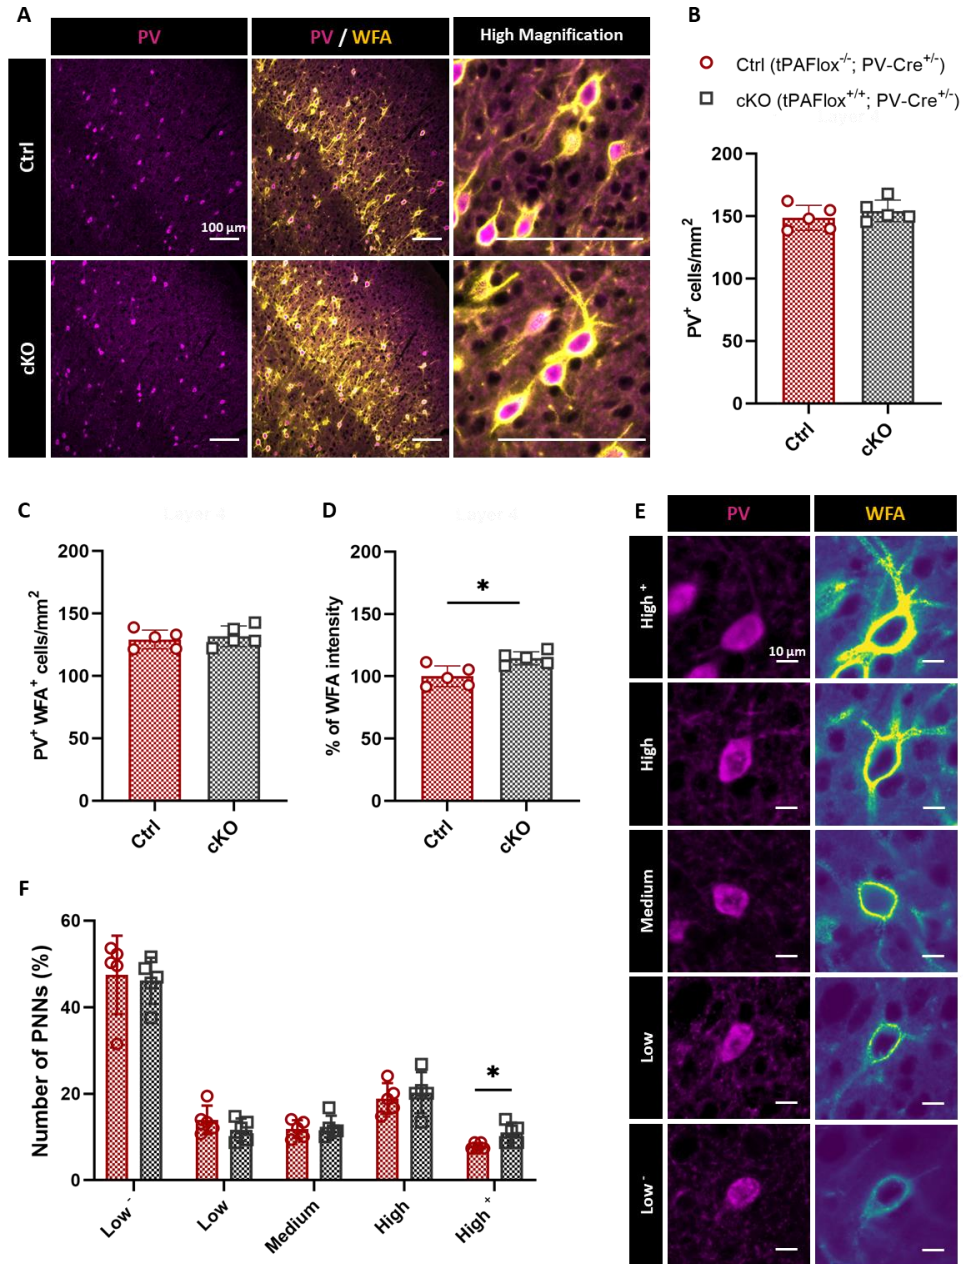 A
PV
PV / WFA
High Magnification
Ctrl
100 µm
cKO
B
Ctrl (tPAFlox-/-; PV-Cre+/-)
cKO (tPAFlox+/+; PV-Cre+/-)
Layer 4
PV+ cells/mm2
200
150
100
50
0
Ctrl
cKO
C
Layer 4
PV+ WFA+ cells/mm2
200
150
100
50
0
Ctrl
cKO
D
Layer 4
% of WFA intensity
200
150
100
50
0
*
Ctrl
cKO
E
PV
WFA
High+
10 µm
High
Medium
Low
Low-
F
Number of PNNs (%)
60
40
20
0
*
Low-
Low
Medium
High
High+